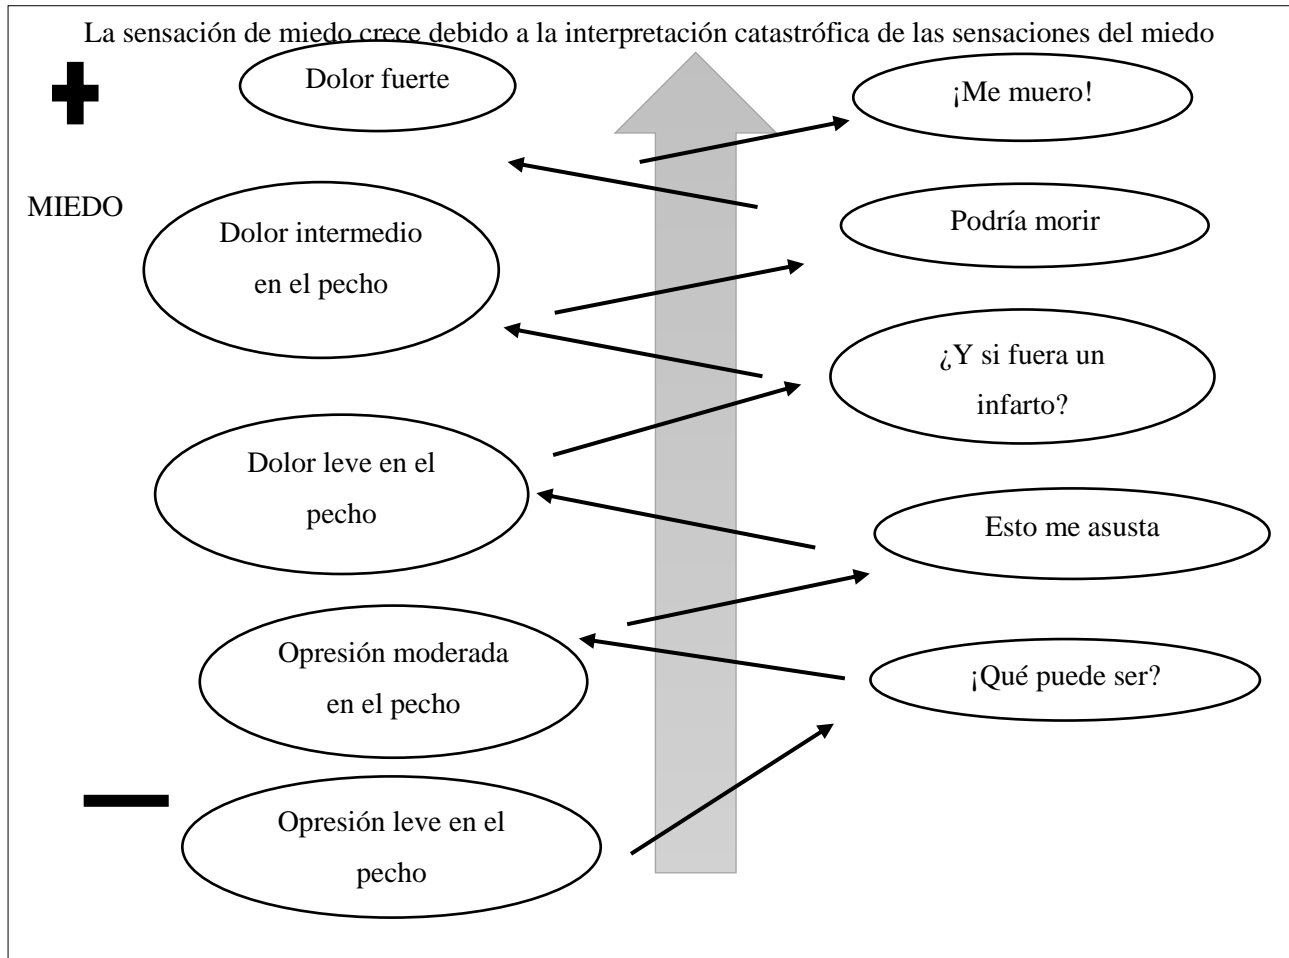 La sensación de miedo crece debido a la interpretación catastrófica de las sensaciones del miedo
Dolor fuerte
¡Me muero!
MIEDO
Dolor intermedio
en el pecho
Podría morir
¿Y si fuera un
infarto?
Dolor leve en el
pecho
Esto me asusta
Opresión moderada
en el pecho
¡Qué puede ser?
Opresión leve en el
pecho